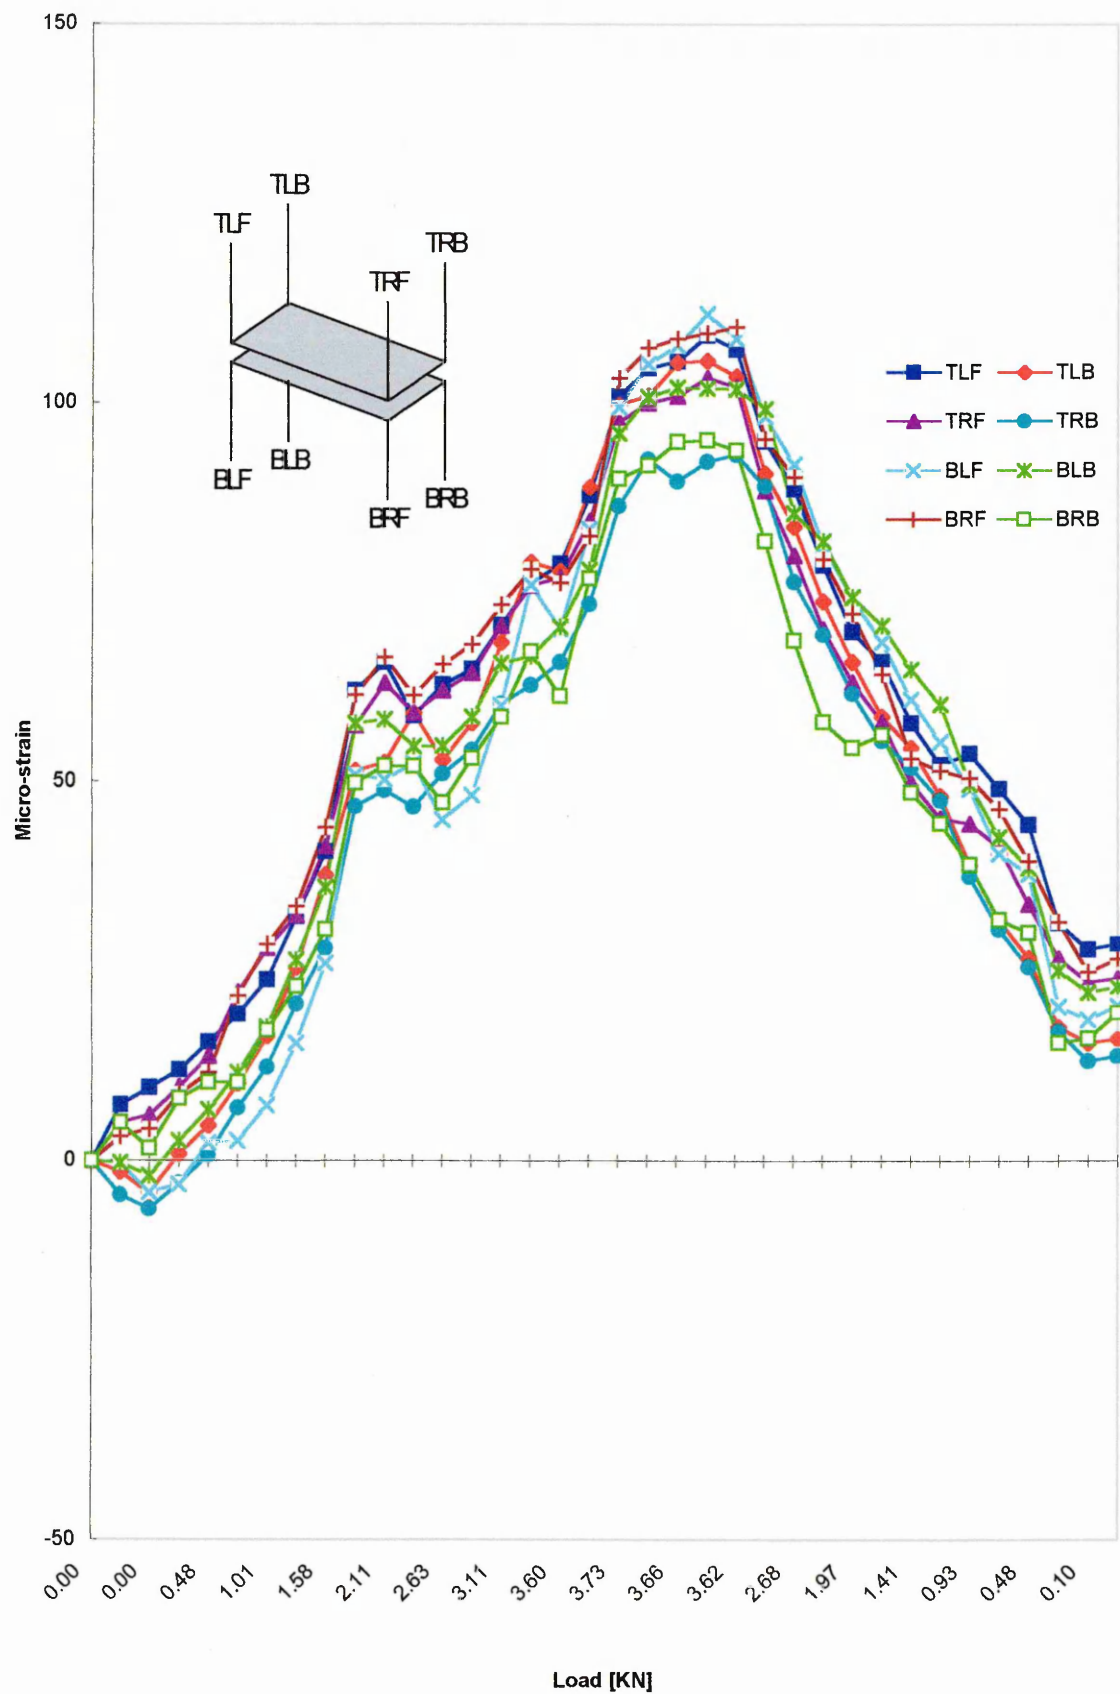 150
TLB
TLF
TRB
TRF
100
TLF TLB
TRF TRB
BLF BLB
BRF BRB
BLB
BLF
BRB
BRF
50
Micro-strain
0
-50
0.00 0.00 0.48 1.01 1.58 2.11 2.63 3.11 3.60 3.73 3.66 3.62 2.68 1.97 1.41 0.93 0.48 0.10
Load [KN]